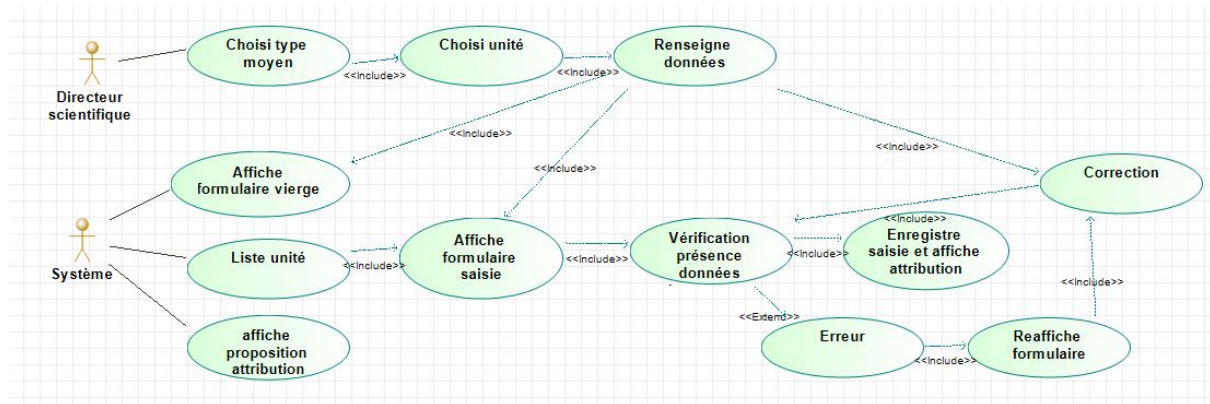 Choisi type
moyen
Choisi unité
Renseigne
données
<<Include>>
<<Include>>
Directeur
scientifique
<<Include>>
<<Include>>
<<Include>>
Affiche
formulaire vierge
Correction
Système
Liste unité
<<Include>>
Affiche
formulaire
saisie
<<Include>>
Vérification
présence
données
<<Include>>
<<Include>>
Enregistre
saisie et affiche
attribution
<<Include>>
affiche
proposition
attribution
<<Extend>>
Erreur
<<Include>>
Reaffiche
formulaire